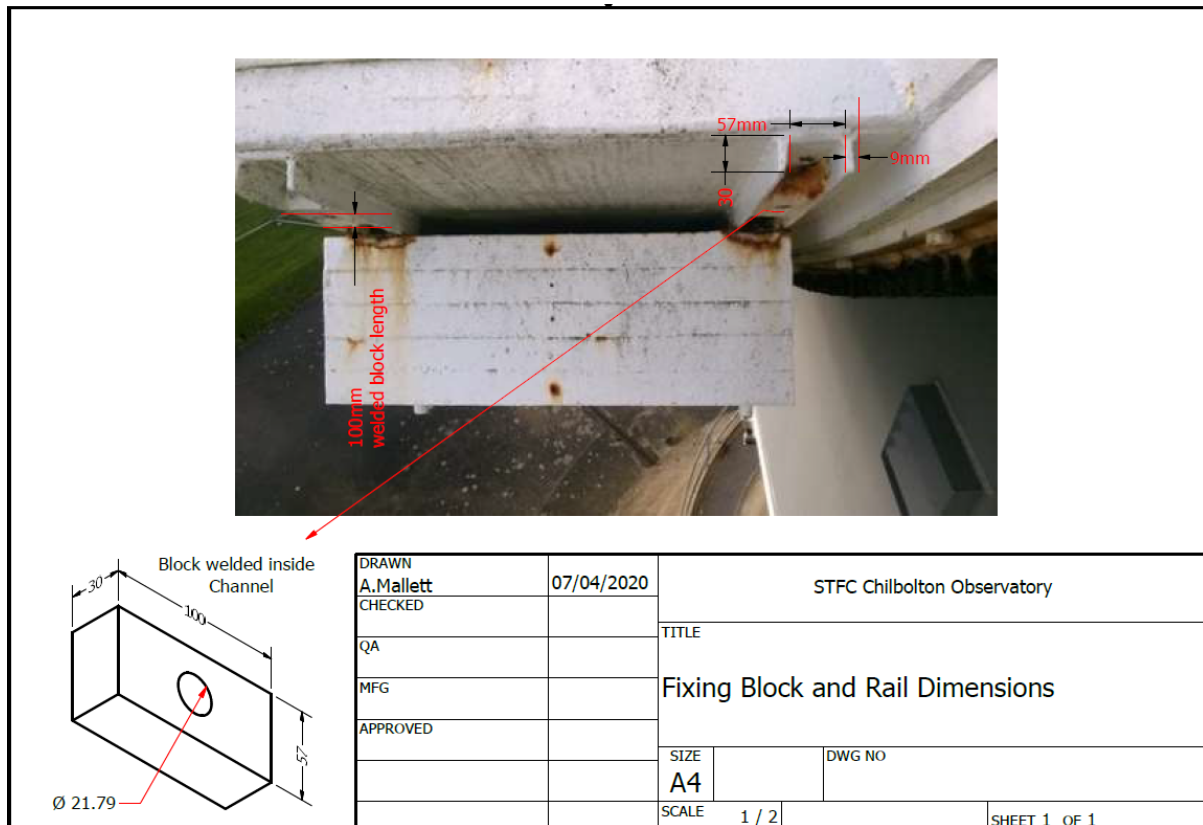 57mm
9mm
30
100mm
welded block length
Block welded inside
Channel
30
100
57
Ø 21.79
DRAWN
A.Mallett
07/04/2020
CHECKED
QA
MFG
APPROVED
STFC Chilbolton Observatory
TITLE
Fixing Block and Rail Dimensions
SIZE
A4
DWG NO
SCALE
1 / 2
SHEET 1 OF 1